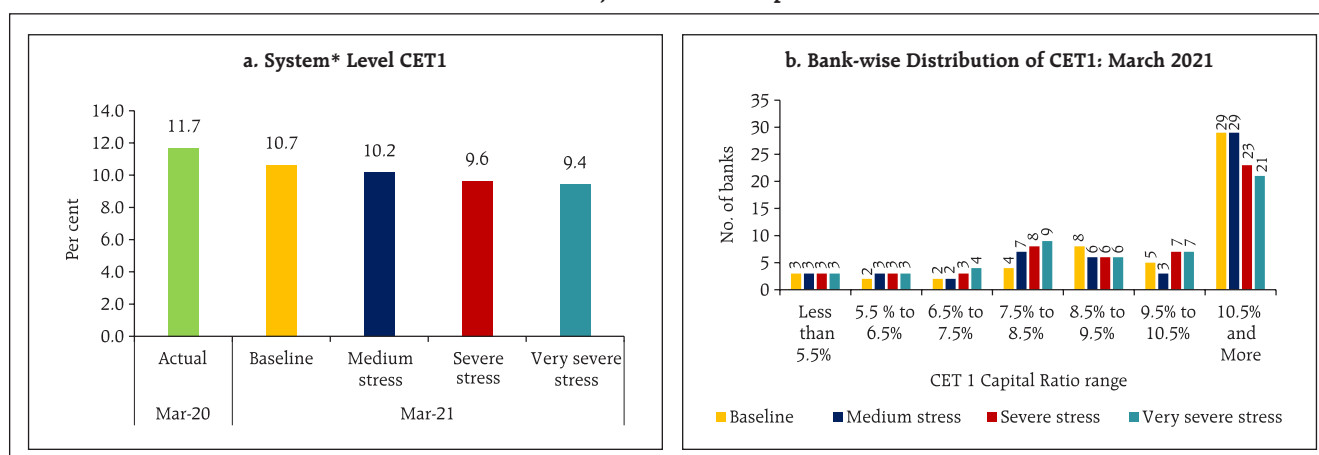 a. System* Level CET1
Per cent
14.0
12.0
10.0
8.0
6.0
4.0
2.0
0.0
11.7
10.7
10.2
9.6
9.4
Actual
Baseline
Medium
stress
Severe
stress
Very severe
stress
Mar-20
Mar-21
b. Bank-wise Distribution of CET1: March 2021
No. of banks
35
30
25
20
15
10
5
0
3 3 3 3
2 3 3 3
2 2 3 4
4 7 8 9
8 6 6 6
5 3 7 7
29 29 23 21
Less
than
5.5%
5.5 % to
6.5%
6.5% to
7.5%
7.5% to
8.5%
8.5% to
9.5%
9.5% to
10.5%
10.5%
and
More
CET 1 Capital Ratio range
Baseline Medium stress Severe stress Very severe stress